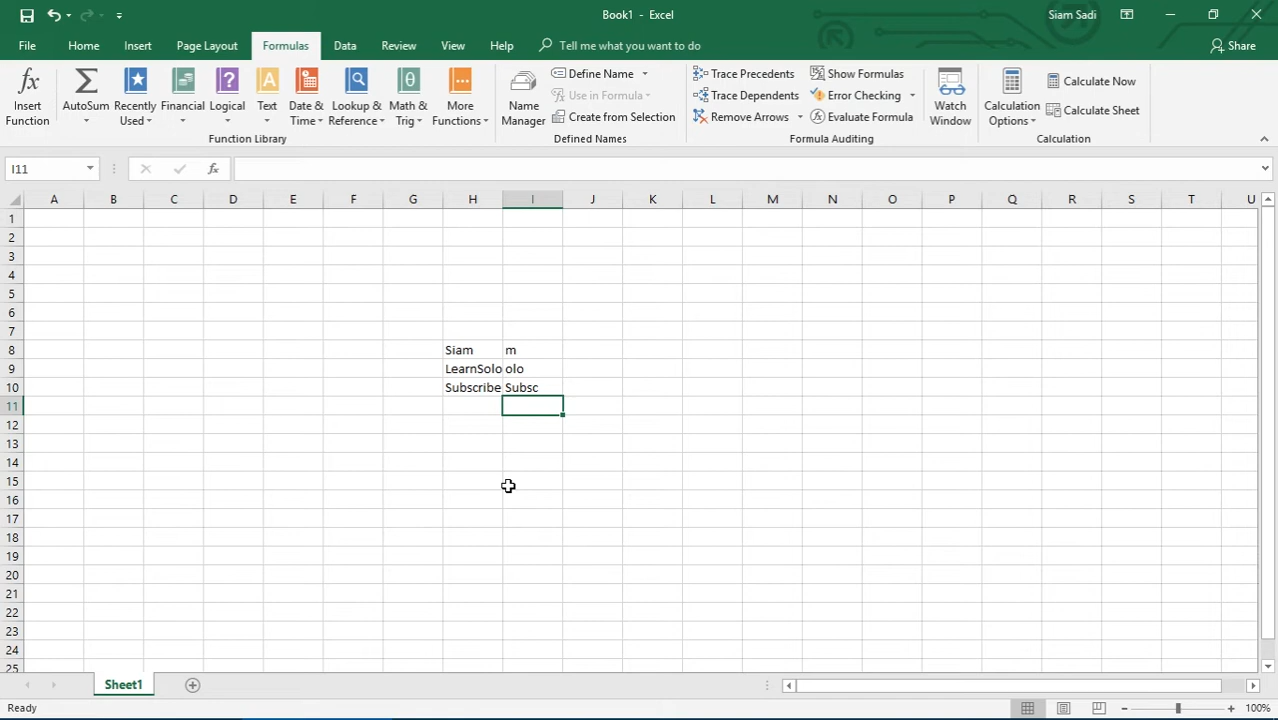 Book1 - Excel
Siam Sadi
File Home Insert Page Layout Formulas Data Review View Help Tell me what you want to do Share
Insert Function
AutoSum
Recently Used
Financial
Logical
Text
Date & Time
Lookup & Reference
Math & Trig
More Functions
Function Library
Name Manager
Define Name
Use in Formula
Create from Selection
Defined Names
Trace Precedents
Trace Dependents
Remove Arrows
Show Formulas
Error Checking
Evaluate Formula
Formula Auditing
Watch Window
Calculation Options
Calculate Now
Calculate Sheet
Calculation
I11 fx
A B C D E F G H I J K L M N O P Q R S T U
1
2
3
4
5
6
7
8 Siam m
9 LearnSolo olo
10 Subscribe Subsc
11
12
13
14
15
16
17
18
19
20
21
22
23
24
25
Sheet1
Ready 100%